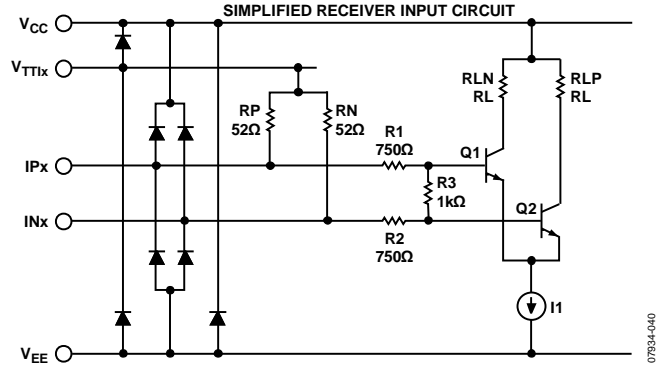 SIMPLIFIED RECEIVER INPUT CIRCUIT
VCC
VTTIx
RLN
RL
RLP
RL
RP
52Ω
RN
52Ω
R1
750Ω
Q1
IPx
R3
1kΩ
Q2
INx
R2
750Ω
I1
VEE
07934-040